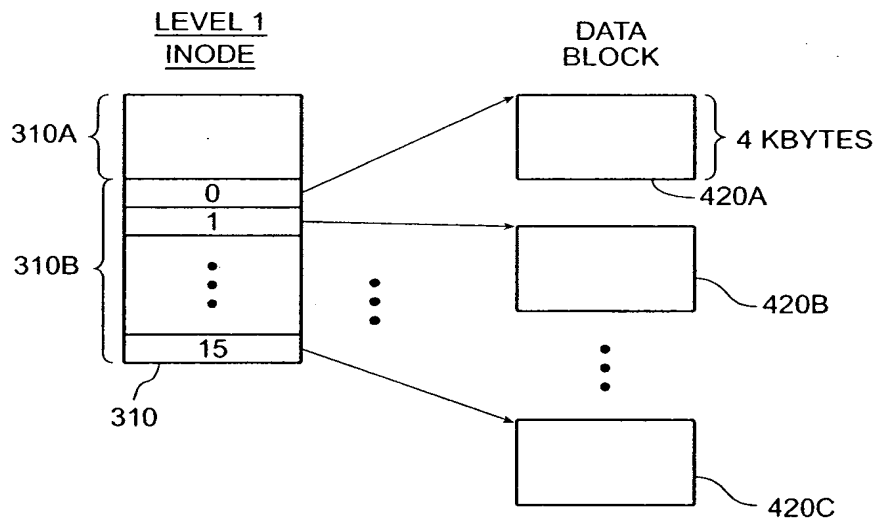 LEVEL 1
INODE
DATA
BLOCK
310A
4 KBYTES
0
420A
1
310B
420B
15
310
420C